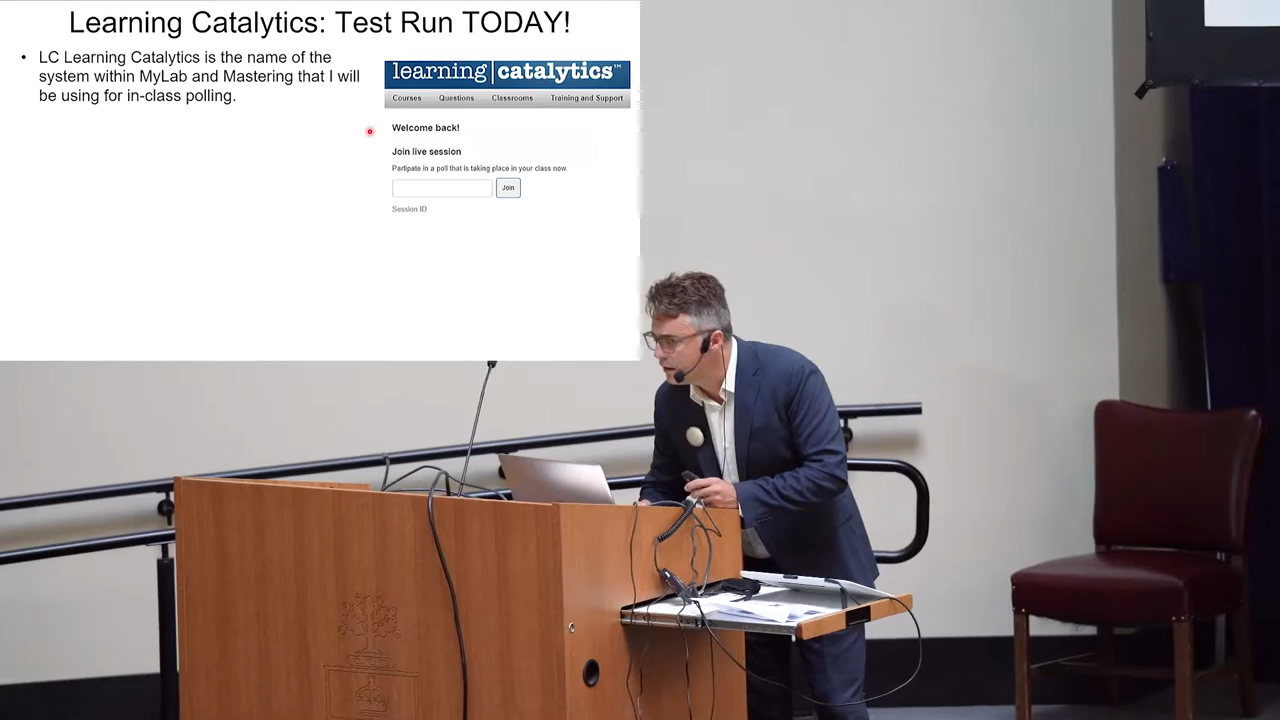 Learning Catalytics: Test Run TODAY!
• LC Learning Catalytics is the name of the
system within MyLab and Mastering that I will
be using for in-class polling.
learning | catalytics™
Courses Questions Classrooms Training and Support
Welcome back!
Join live session
Partipate in a poll that is taking place in your class now.
Join
Session ID